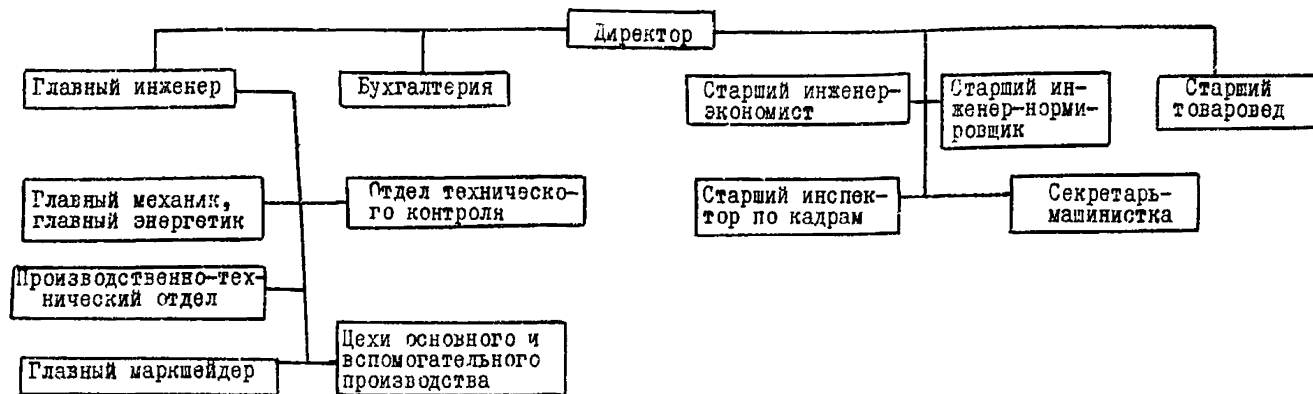 Директор
Главный инженер
Бухгалтерия
Старший инженер-
экономист
Старший ин-
женер-норми-
ровщик
Старший
товаровед
Главный механик,
главный энергетик
Отдел техническо-
го контроля
Старший инспек-
тор по кадрам
Секретарь-
машинистка
Производственно-тех-
нический отдел
Главный маркшейдер
Цехи основного и
вспомогательного
производства